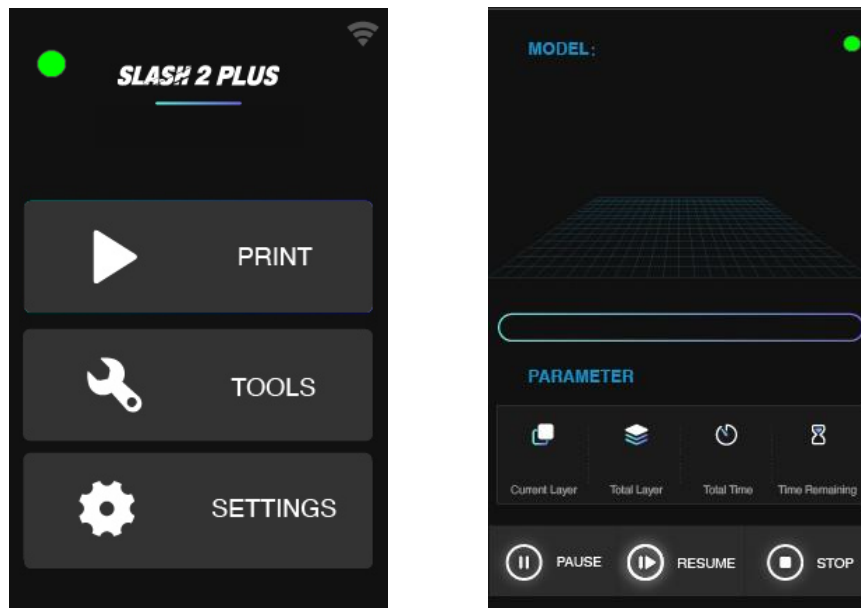 SLASH 2 PLUS
PRINT
TOOLS
SETTINGS
MODEL:
PARAMETER
Current Layer Total Layer Total Time Time Remaining
PAUSE RESUME STOP